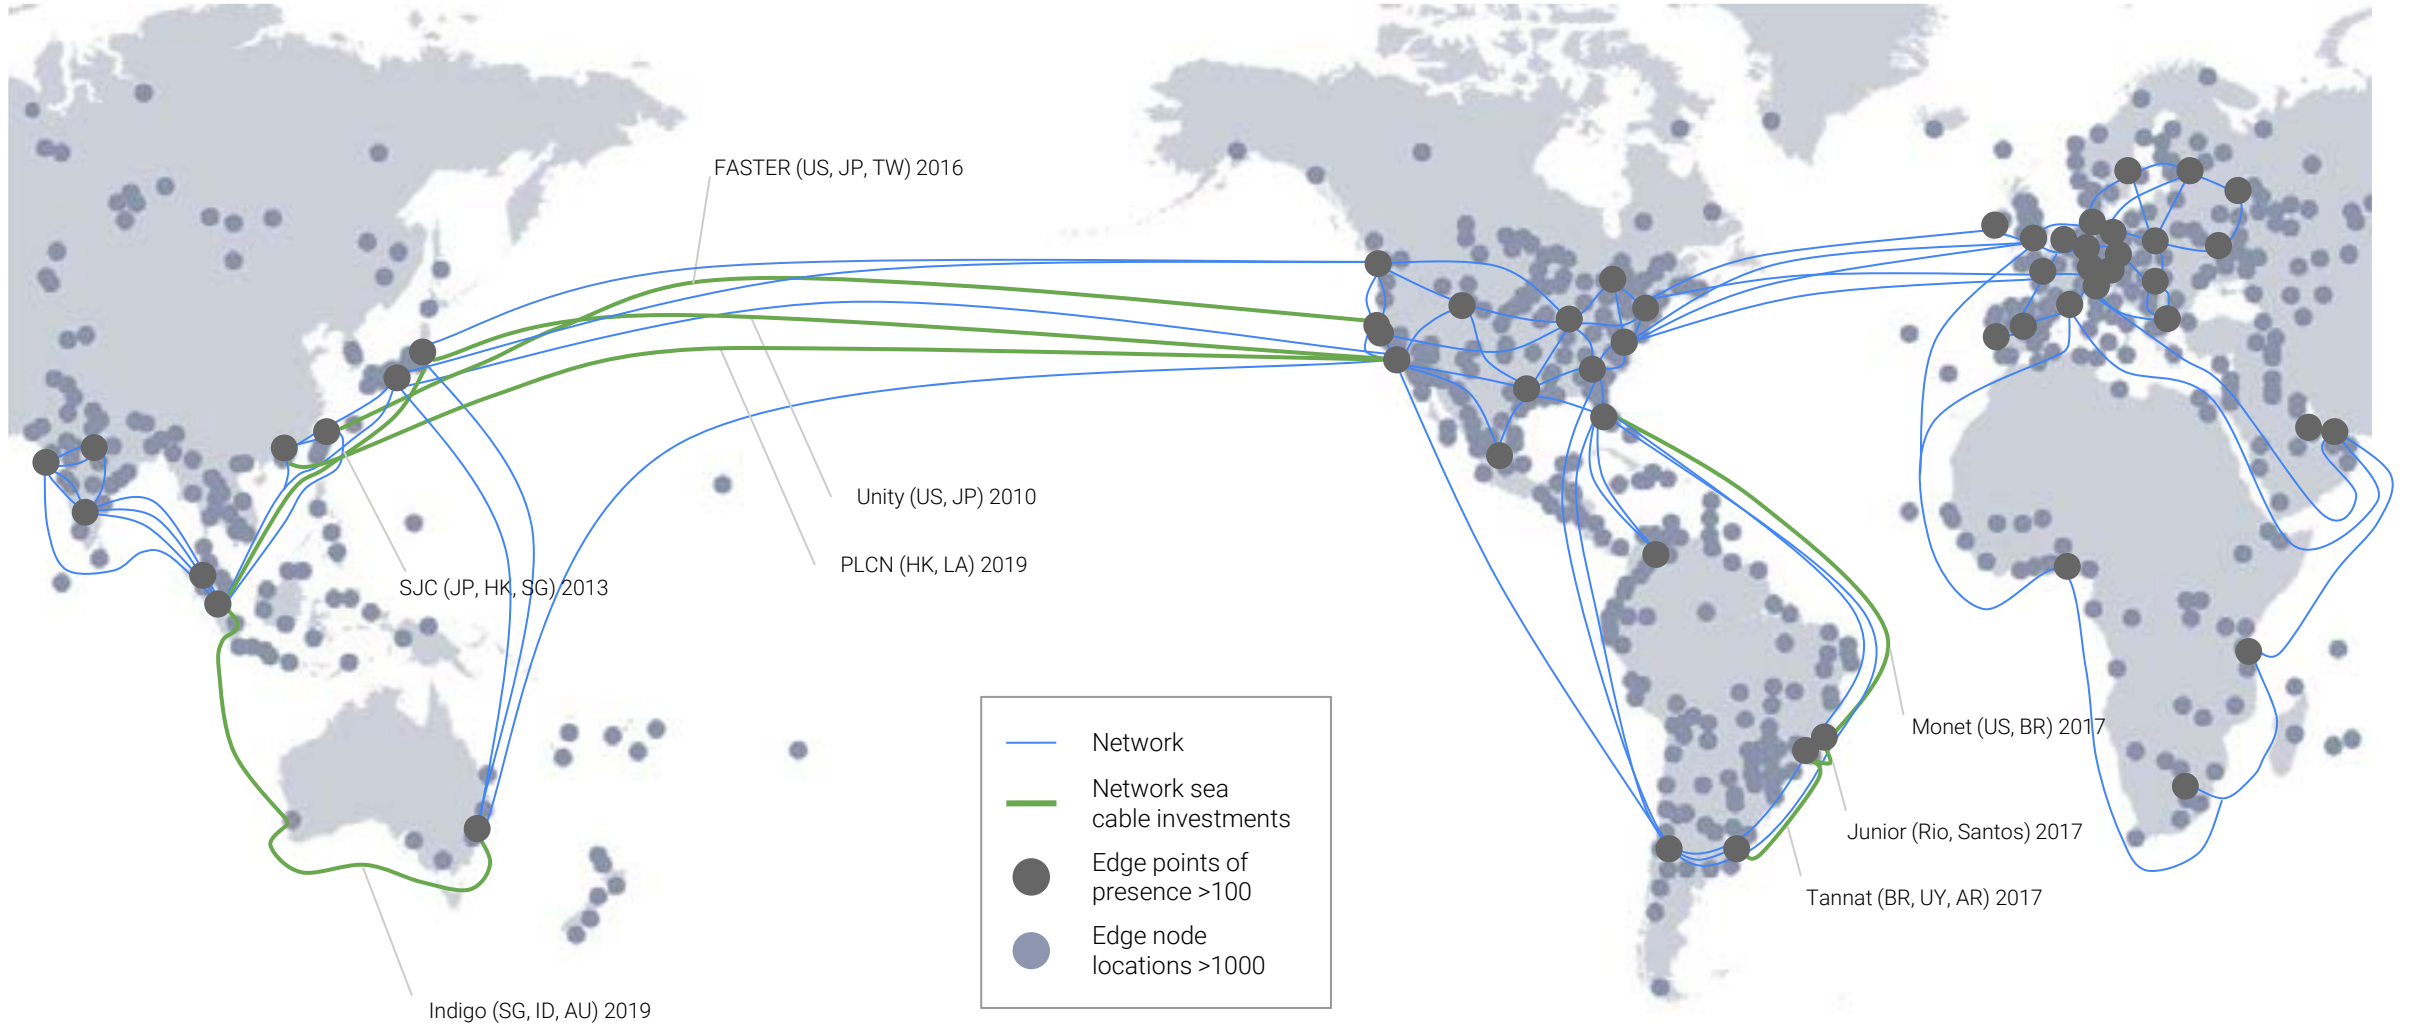 FASTER (US, JP, TW) 2016
Unity (US, JP) 2010
PLCN (HK, LA) 2019
SJC (JP, HK, SG) 2013
Monet (US, BR) 2017
Junior (Rio, Santos) 2017
Tannat (BR, UY, AR) 2017
Indigo (SG, ID, AU) 2019
Network
Network sea
cable investments
Edge points of
presence >100
Edge node
locations >1000